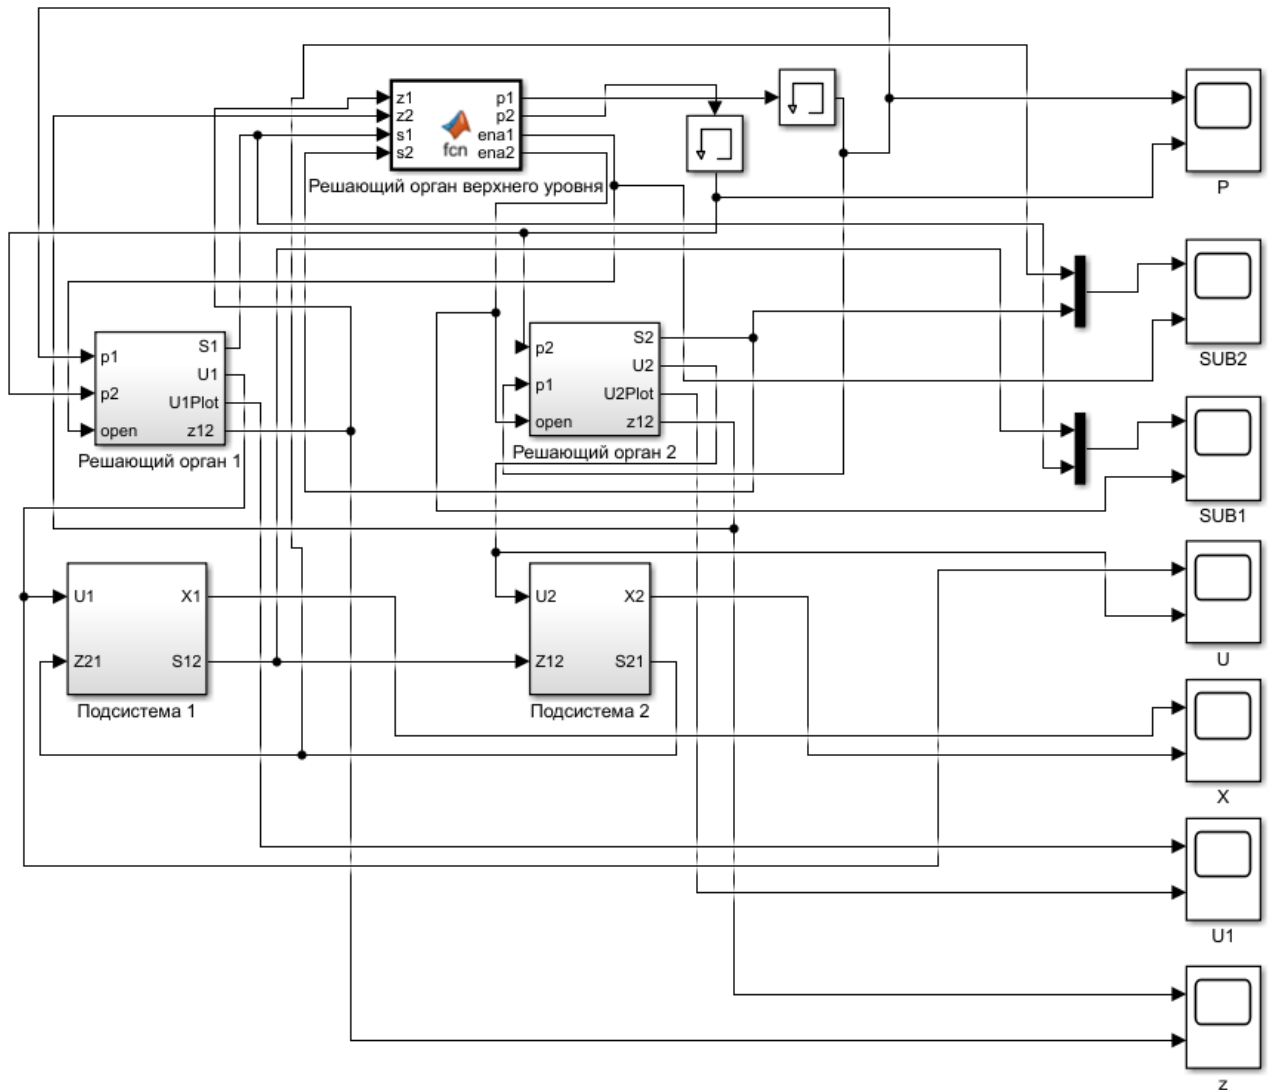 z1
z2
s1
s2
fcn
p1
p2
ena1
ena2
Решающий орган верхнего уровня
P
SUB2
p1
p2
open
S1
U1
U1Plot
z12
Решающий орган 1
p2
p1
open
S2
U2
U2Plot
z12
Решающий орган 2
SUB1
U1
Z21
X1
S12
Подсистема 1
U2
Z12
X2
S21
Подсистема 2
U
X
U1
z